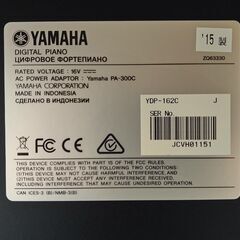 YAMAHA
'15 製
DIGITAL PIANO
ЦИФРОВОЕ ФОРТЕПИАНО
ZQ63330
RATED VOLTAGE : 16V
AC POWER ADAPTOR : Yamaha PA-300C
YAMAHA CORPORATION
MADE IN INDONESIA
СДЕЛАНО В ИНДОНЕЗИИ
YDP-162C J
SER No.
JCVH01151
THIS DEVICE COMPLIES WITH PART 15 OF THE FCC RULES.
OPERATION IS SUBJECT TO THE FOLLOWING TWO CONDITIONS:
(1) THIS DEVICE MAY NOT CAUSE HARMFUL INTERFERENCE, AND
(2) THIS DEVICE MUST ACCEPT ANY INTERFERENCE RECEIVED,
INCLUDING INTERFERENCE THAT MAY CAUSE UNDESIRED OPERATION.
CAN ICES-3 (B)/NMB-3(B)